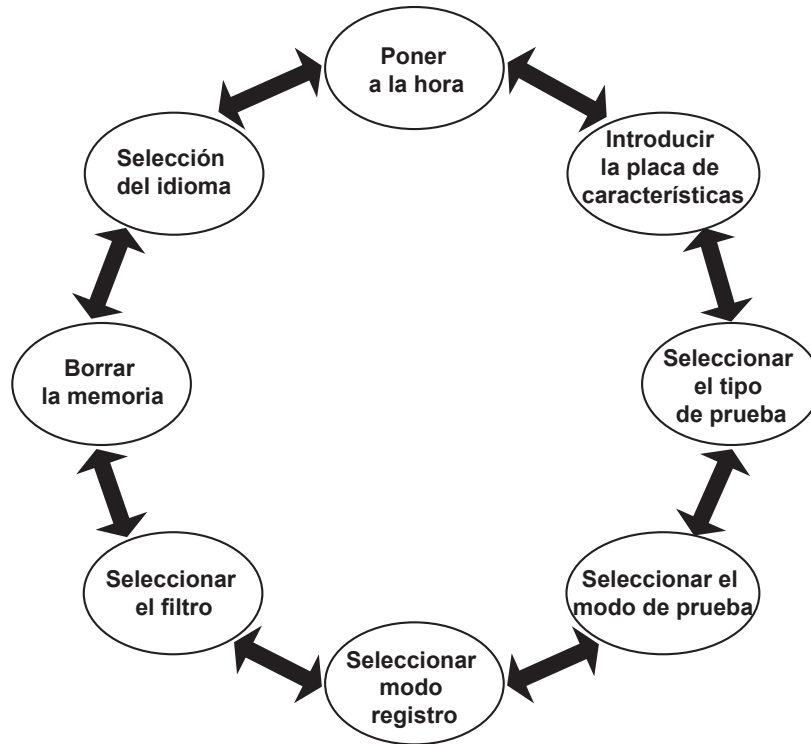 Poner
a la hora
Introducir
la placa de
característícas
Seleccionar
el tipo
de prueba
Seleccionar el
modo de prueba
Seleccionar
modo
registro
Seleccionar
el filtro
Borrar
la memoria
Selección
del idioma